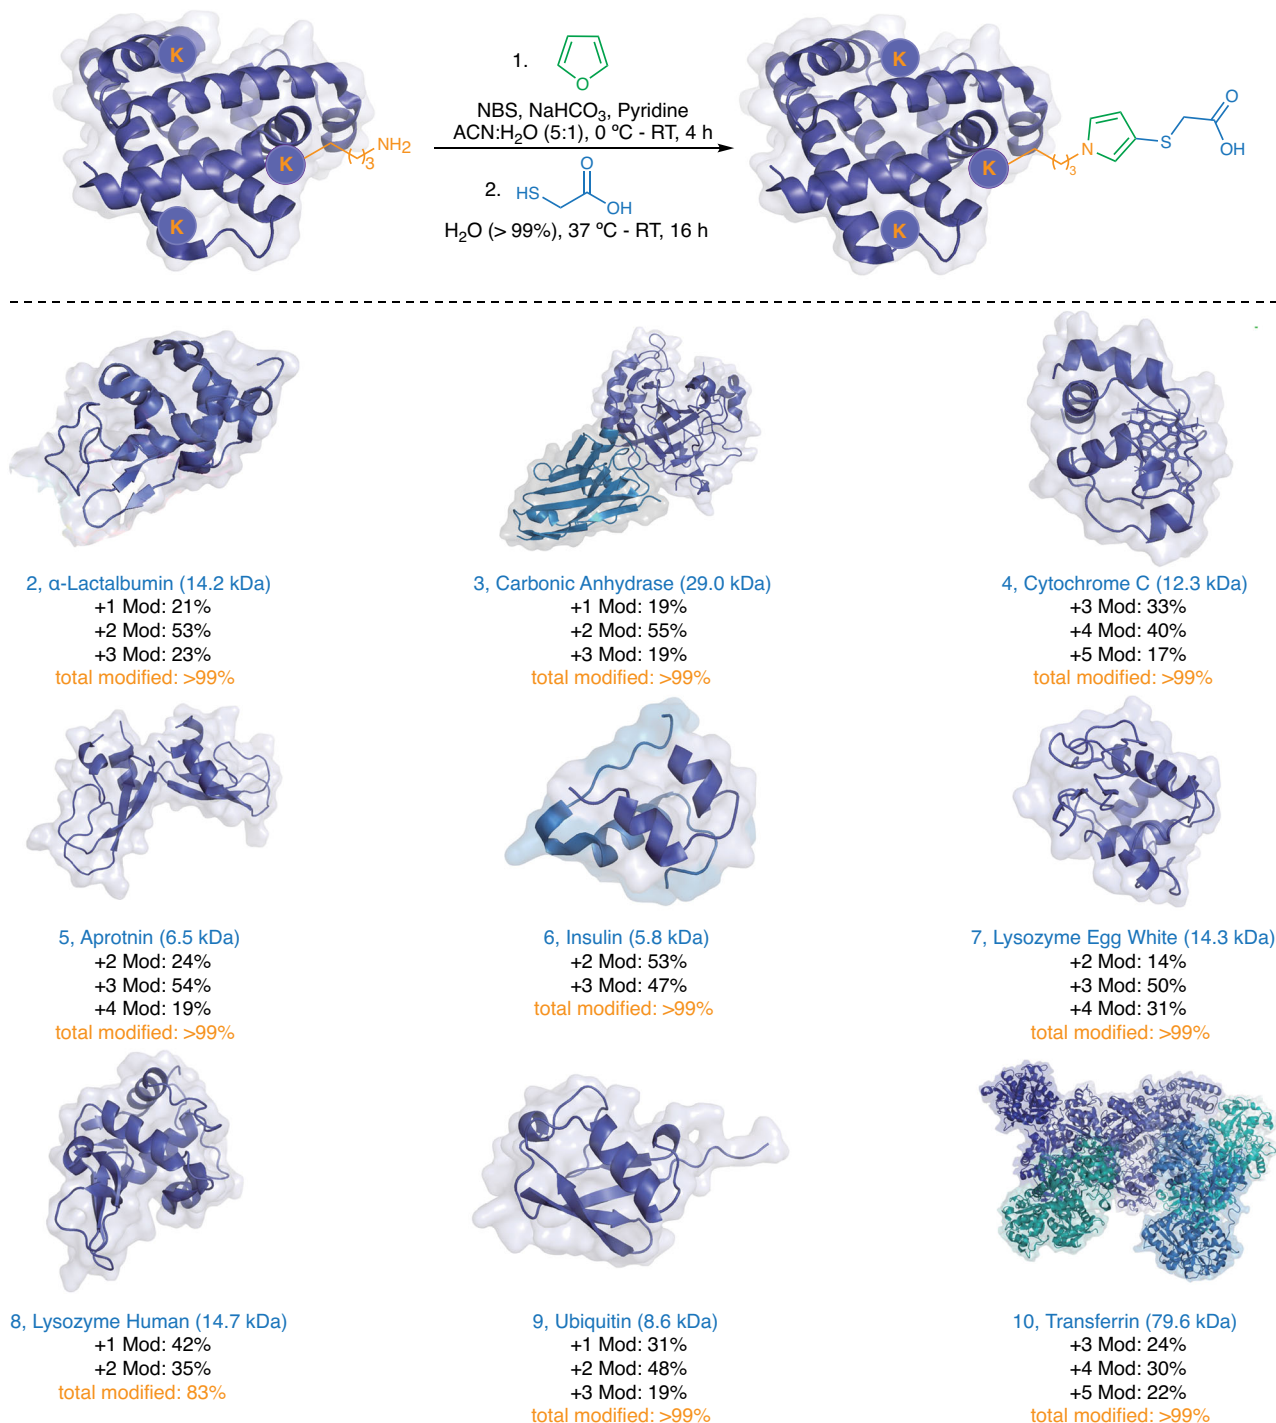 K
K
K
NH2
( )3
1.
O
NBS, NaHCO3, Pyridine
ACN:H2O (5:1), 0 ºC - RT, 4 h
2.
HS
O
OH
H2O (> 99%), 37 ºC - RT, 16 h
K
K
K
( )3
N
S
O
OH
2, α-Lactalbumin (14.2 kDa)
+1 Mod: 21%
+2 Mod: 53%
+3 Mod: 23%
total modified: >99%
3, Carbonic Anhydrase (29.0 kDa)
+1 Mod: 19%
+2 Mod: 55%
+3 Mod: 19%
total modified: >99%
4, Cytochrome C (12.3 kDa)
+3 Mod: 33%
+4 Mod: 40%
+5 Mod: 17%
total modified: >99%
5, Aprotnin (6.5 kDa)
+2 Mod: 24%
+3 Mod: 54%
+4 Mod: 19%
total modified: >99%
6, Insulin (5.8 kDa)
+2 Mod: 53%
+3 Mod: 47%
total modified: >99%
7, Lysozyme Egg White (14.3 kDa)
+2 Mod: 14%
+3 Mod: 50%
+4 Mod: 31%
total modified: >99%
8, Lysozyme Human (14.7 kDa)
+1 Mod: 42%
+2 Mod: 35%
total modified: 83%
9, Ubiquitin (8.6 kDa)
+1 Mod: 31%
+2 Mod: 48%
+3 Mod: 19%
total modified: >99%
10, Transferrin (79.6 kDa)
+3 Mod: 24%
+4 Mod: 30%
+5 Mod: 22%
total modified: >99%